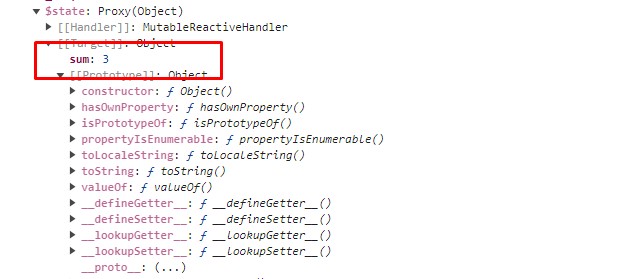 $state: Proxy(Object)
[[Handler]]: MutableReactiveHandler
[[Target]]: Object
sum: 3
[[Prototype]]: Object
constructor: ƒ Object()
hasOwnProperty: ƒ hasOwnProperty()
isPrototypeOf: ƒ isPrototypeOf()
propertyIsEnumerable: ƒ propertyIsEnumerable()
toLocaleString: ƒ toLocaleString()
toString: ƒ toString()
valueOf: ƒ valueOf()
__defineGetter__: ƒ __defineGetter__()
__defineSetter__: ƒ __defineSetter__()
__lookupGetter__: ƒ __lookupGetter__()
__lookupSetter__: ƒ __lookupSetter__()
__proto__: (...)